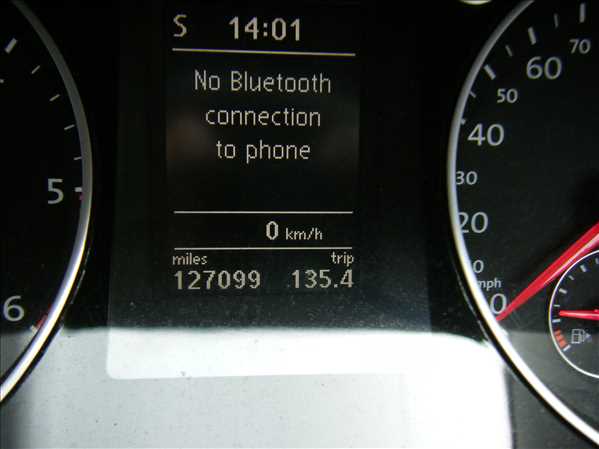 S 14:01
No Bluetooth
connection
to phone
0 km/h
miles trip
127099 135.4
5
6
70
60
50
40
30
20
10
mph
0